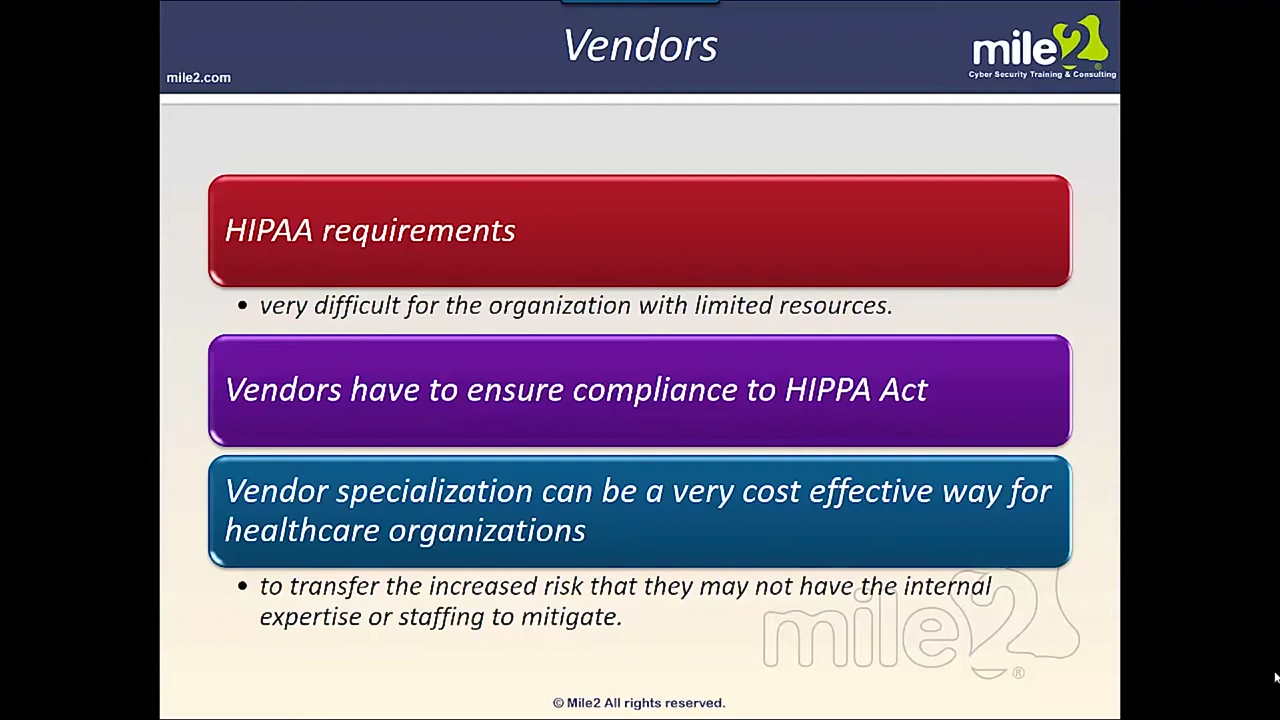 Vendors
mile2
®
Cyber Security Training & Consulting
mile2.com
HIPAA requirements
• very difficult for the organization with limited resources.
Vendors have to ensure compliance to HIPPA Act
Vendor specialization can be a very cost effective way for
healthcare organizations
• to transfer the increased risk that they may not have the internal
expertise or staffing to mitigate.
mile2
®
© Mile2 All rights reserved.